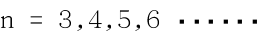 n = 3,4,5,6 ⋯⋯